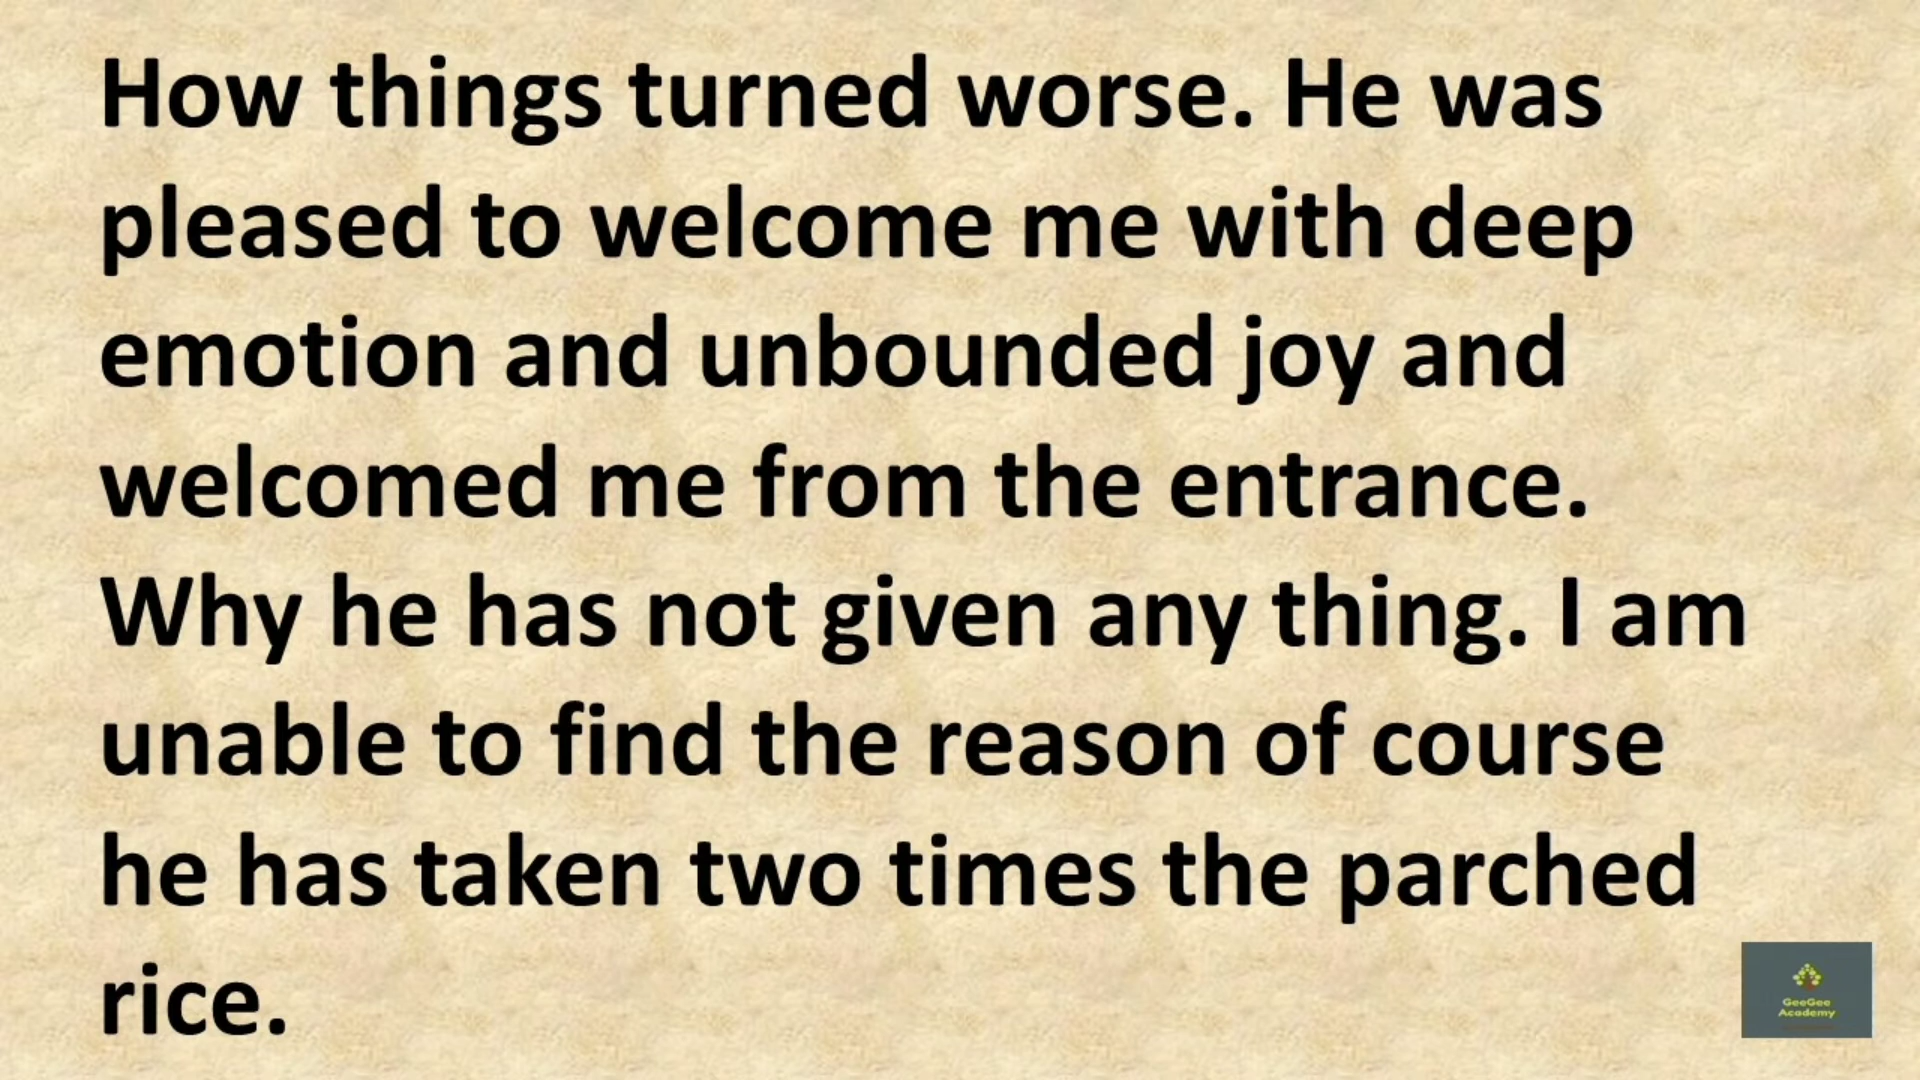 How things turned worse. He was
pleased to welcome me with deep
emotion and unbounded joy and
welcomed me from the entrance.
Why he has not given any thing. I am
unable to find the reason of course
he has taken two times the parched
rice.
GeeGee
Academy